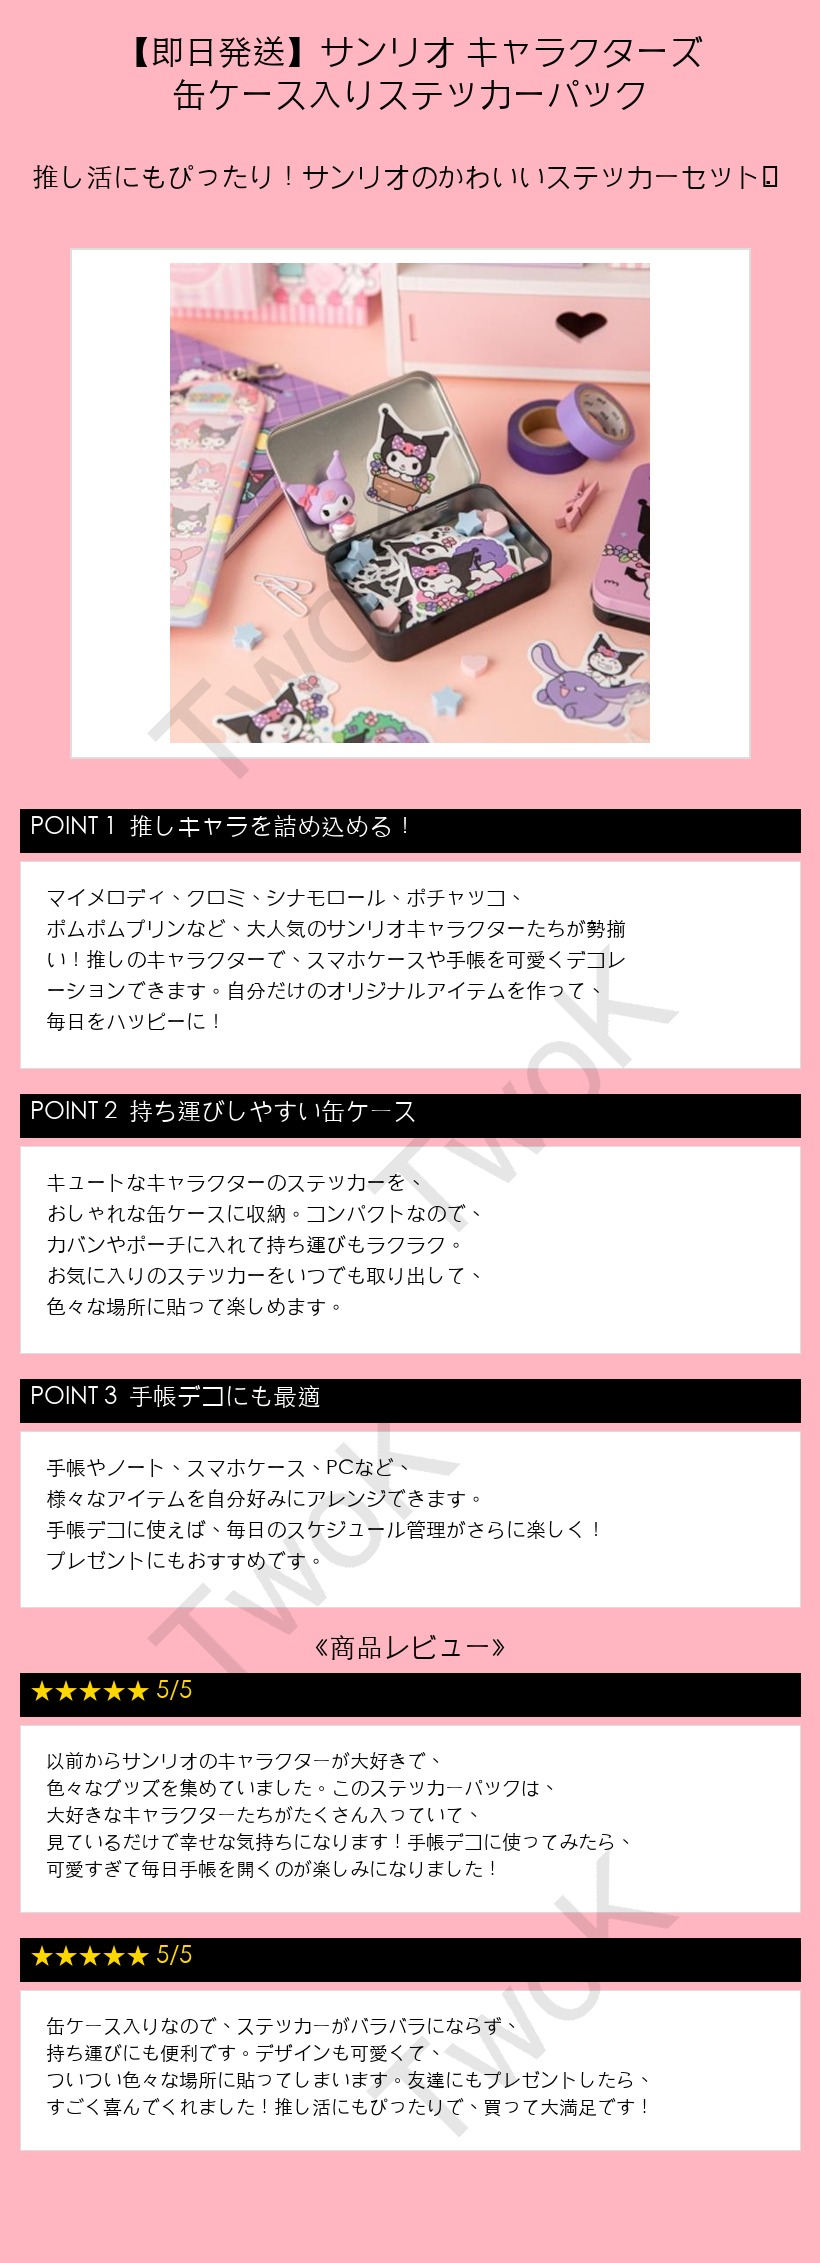 【即日発送】サンリオ キャラクターズ
缶ケース入りステッカーパック
推し活にもぴったり！サンリオのかわいいステッカーセット
TwoK
POINT 1 推しキャラを詰め込める！
マイメロディ、クロミ、シナモロール、ポチャッコ、
ポムポムプリンなど、大人気のサンリオキャラクターたちが勢揃
い！推しのキャラクターで、スマホケースや手帳を可愛くデコレ
ーションできます。自分だけのオリジナルアイテムを作って、
毎日をハッピーに！
TwoK
POINT 2 持ち運びしやすい缶ケース
キュートなキャラクターのステッカーを、
おしゃれな缶ケースに収納。コンパクトなので、
カバンやポーチに入れて持ち運びもラクラク。
お気に入りのステッカーをいつでも取り出して、
色々な場所に貼って楽しめます。
POINT 3 手帳デコにも最適
手帳やノート、スマホケース、PCなど、
様々なアイテムを自分好みにアレンジできます。
手帳デコに使えば、毎日のスケジュール管理がさらに楽しく！
プレゼントにもおすすめです。
TwoK
《商品レビュー》
★★★★★ 5/5
以前からサンリオのキャラクターが大好きで、
色々なグッズを集めていました。このステッカーパックは、
大好きなキャラクターたちがたくさん入っていて、
見ているだけで幸せな気持ちになります！手帳デコに使ってみたら、
可愛すぎて毎日手帳を開くのが楽しみになりました！
★★★★★ 5/5
缶ケース入りなので、ステッカーがバラバラにならず、
持ち運びにも便利です。デザインも可愛くて、
ついつい色々な場所に貼ってしまいます。友達にもプレゼントしたら、
すごく喜んでくれました！推し活にもぴったりで、買って大満足です！
TwoK